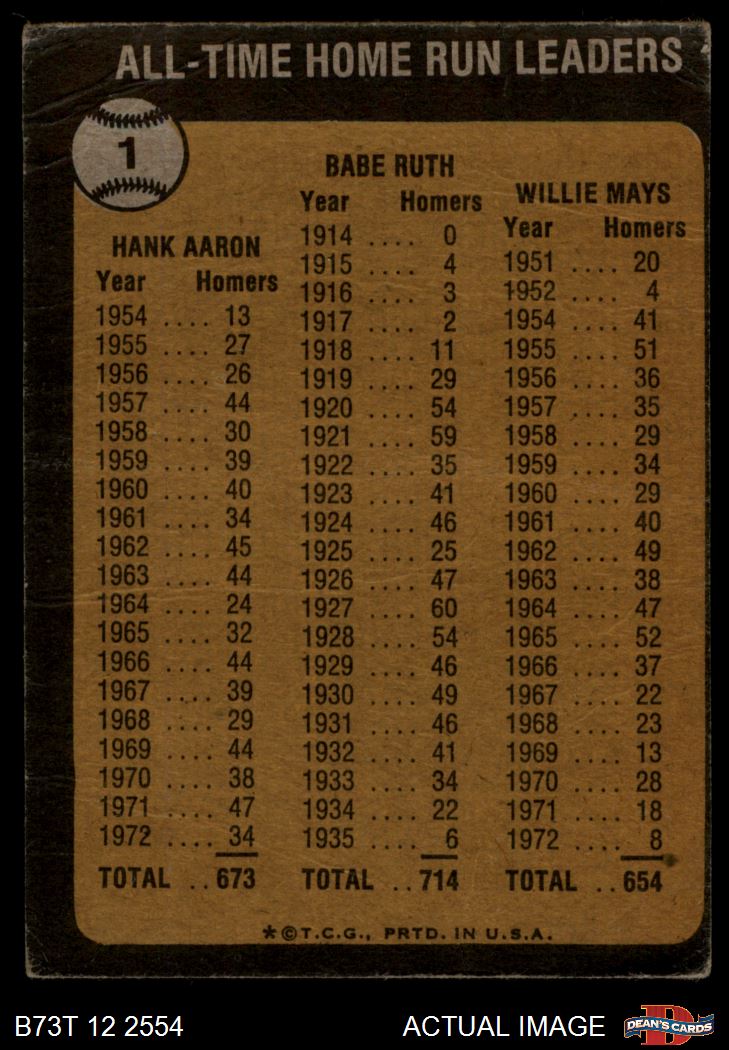 ALL-TIME HOME RUN LEADERS
1
HANK AARON
Year Homers
1954 .... 13
1955 .... 27
1956 .... 26
1957 .... 44
1958 .... 30
1959 .... 39
1960 .... 40
1961 .... 34
1962 .... 45
1963 .... 44
1964 .... 24
1965 .... 32
1966 .... 44
1967 .... 39
1968 .... 29
1969 .... 44
1970 .... 38
1971 .... 47
1972 .... 34
TOTAL .. 673
BABE RUTH
Year Homers
1914 .... 0
1915 .... 4
1916 .... 3
1917 .... 2
1918 .... 11
1919 .... 29
1920 .... 54
1921 .... 59
1922 .... 35
1923 .... 41
1924 .... 46
1925 .... 25
1926 .... 47
1927 .... 60
1928 .... 54
1929 .... 46
1930 .... 49
1931 .... 46
1932 .... 41
1933 .... 34
1934 .... 22
1935 .... 6
TOTAL .. 714
WILLIE MAYS
Year Homers
1951 .... 20
1952 .... 4
1954 .... 41
1955 .... 51
1956 .... 36
1957 .... 35
1958 .... 29
1959 .... 34
1960 .... 29
1961 .... 40
1962 .... 49
1963 .... 38
1964 .... 47
1965 .... 52
1966 .... 37
1967 .... 22
1968 .... 23
1969 .... 13
1970 .... 28
1971 .... 18
1972 .... 8
TOTAL .. 654
*©T.C.G., PRTD. IN U.S.A.
B73T 12 2554
ACTUAL IMAGE
D
DEAN'S CARDS